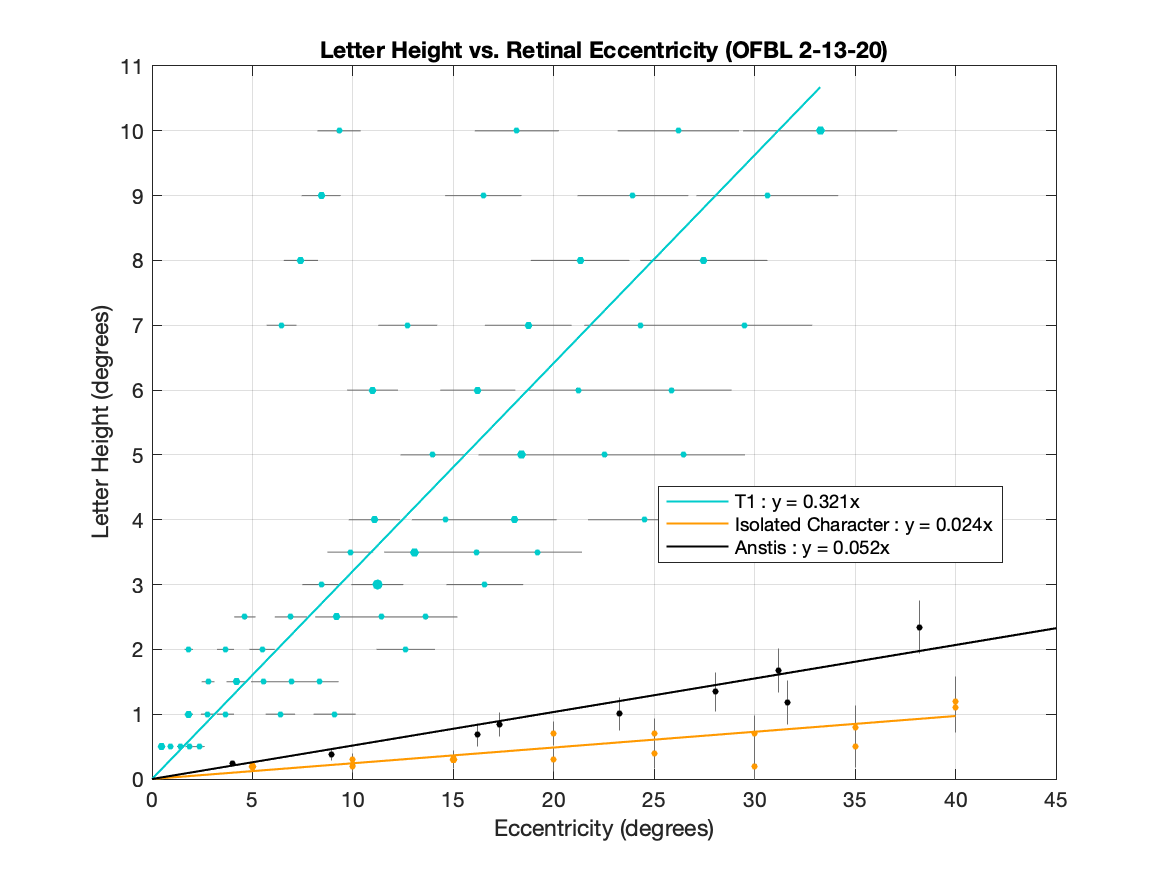 Letter Height vs. Retinal Eccentricity (OFBL 2-13-20)
11
10
9
8
7
6
5
4
3
2
1
0
Letter Height (degrees)
T1 : y = 0.321x
Isolated Character : y = 0.024x
Anstis : y = 0.052x
0 5 10 15 20 25 30 35 40 45
Eccentricity (degrees)